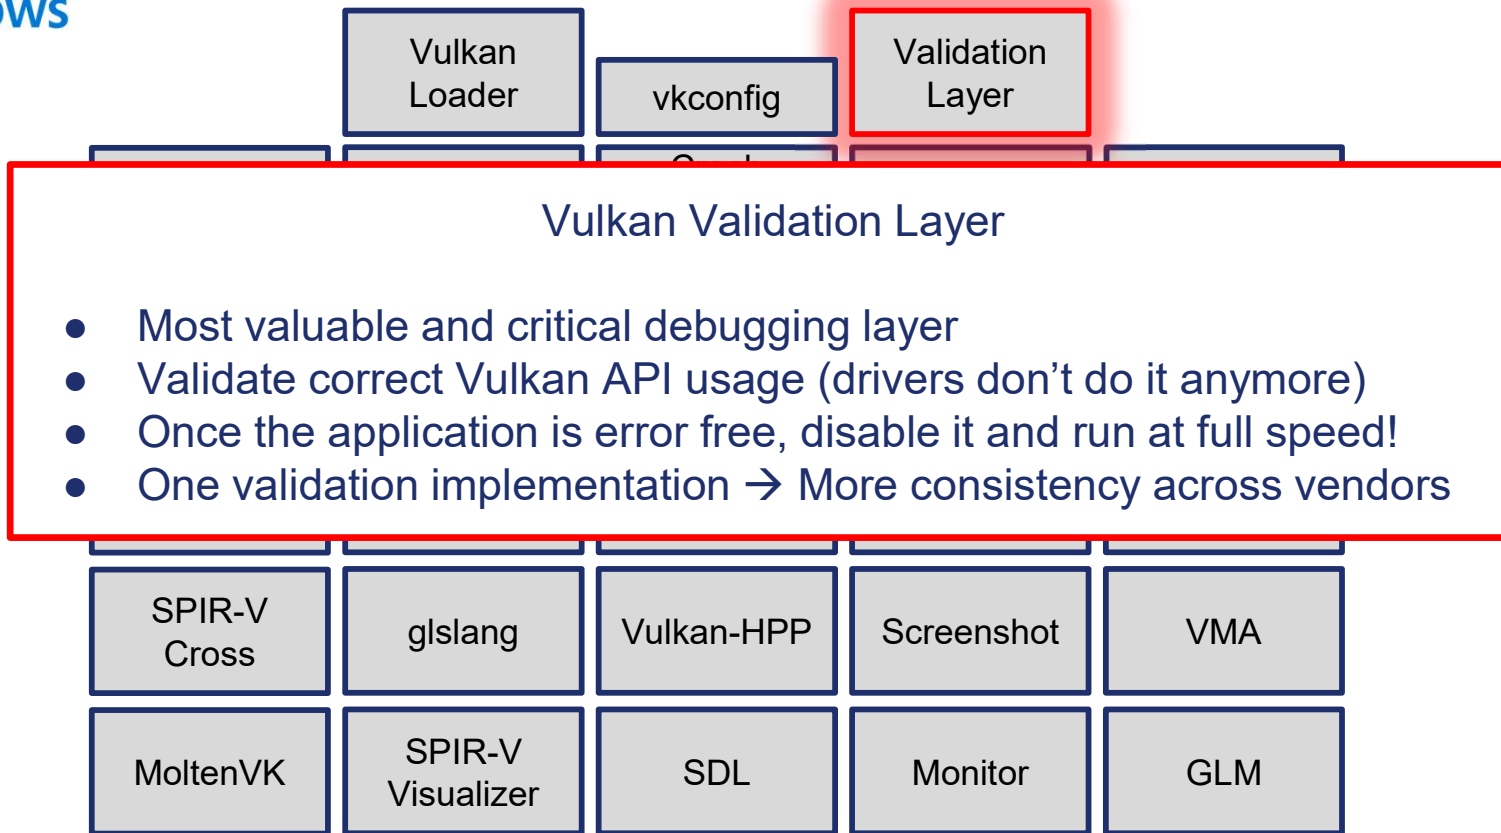 Vulkan
Loader
vkconfig
Validation
Layer
Vulkan Validation Layer
● Most valuable and critical debugging layer
● Validate correct Vulkan API usage (drivers don’t do it anymore)
● Once the application is error free, disable it and run at full speed!
● One validation implementation → More consistency across vendors
SPIR-V
Cross
glslang
Vulkan-HPP
Screenshot
VMA
MoltenVK
SPIR-V
Visualizer
SDL
Monitor
GLM